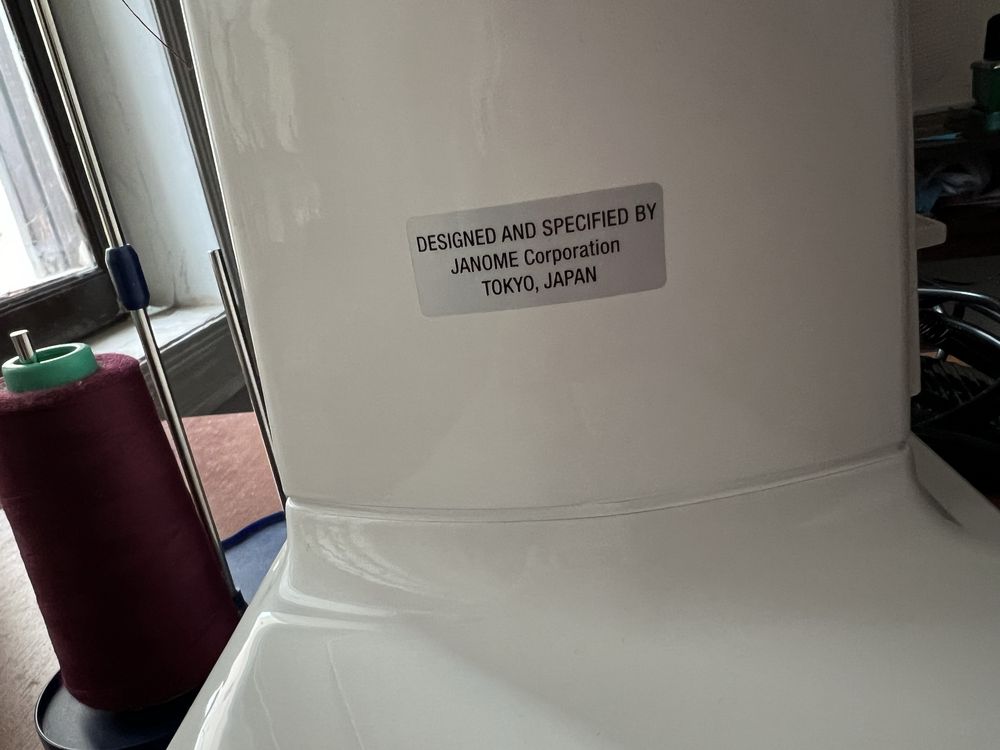 DESIGNED AND SPECIFIED BY
JANOME Corporation
TOKYO, JAPAN